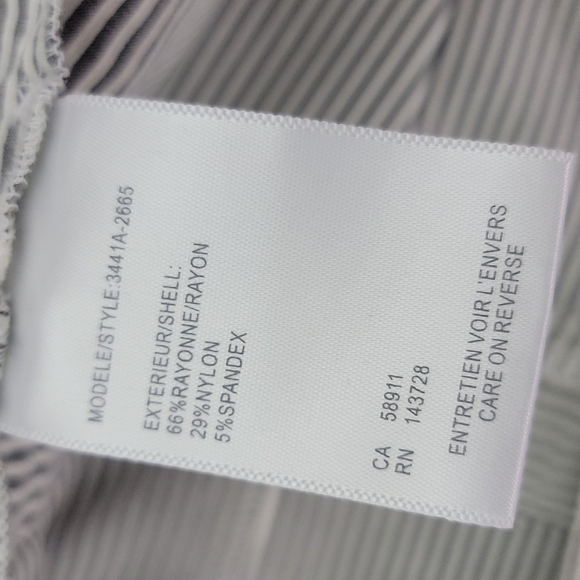 MODELE/STYLE:3441A-2665
EXTERIEUR/SHELL:
66%RAYONNE/RAYON
29%NYLON
5%SPANDEX
CA 58911
RN 143728
ENTRETIEN VOIR L'ENVERS
CARE ON REVERSE